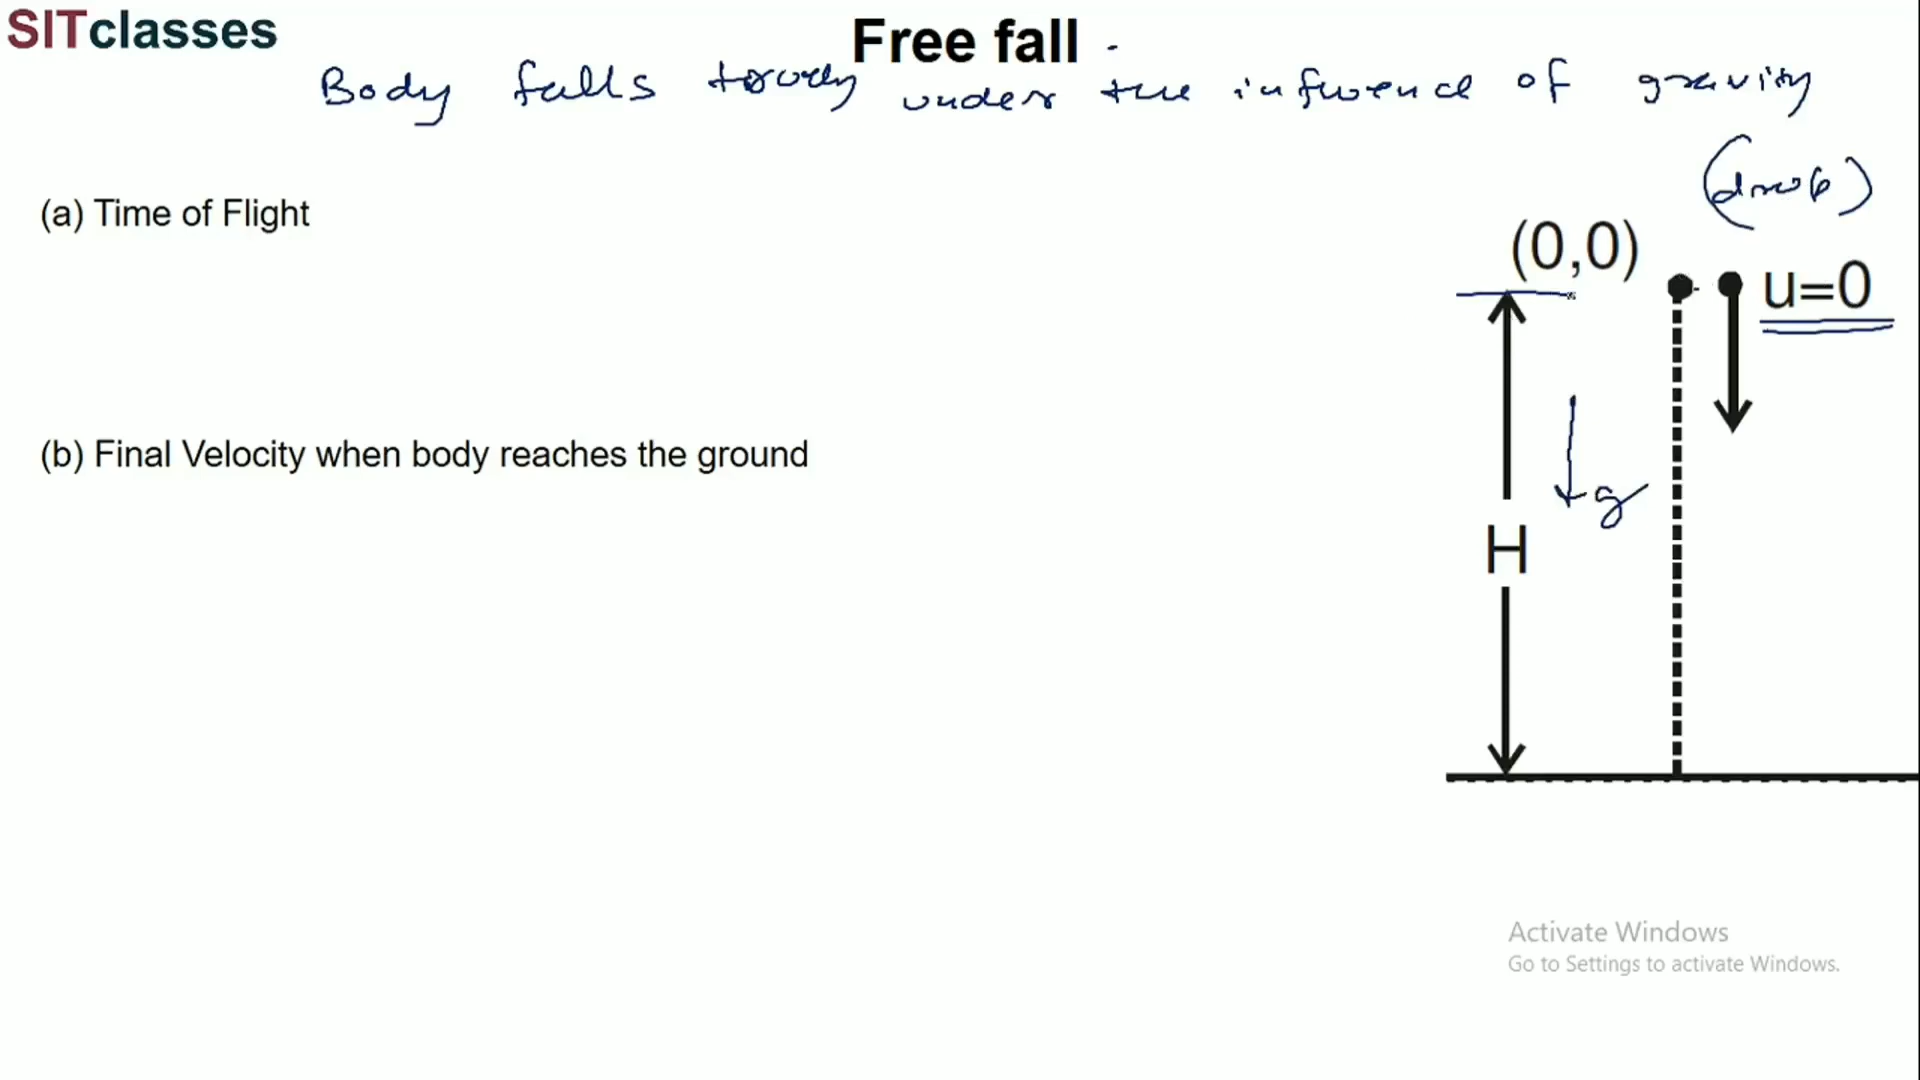 SITclasses
Free fall
Body falls under the influence of gravity
(drop)
(a) Time of Flight
(0,0)
u=0
(b) Final Velocity when body reaches the ground
g
H
Activate Windows
Go to Settings to activate Windows.